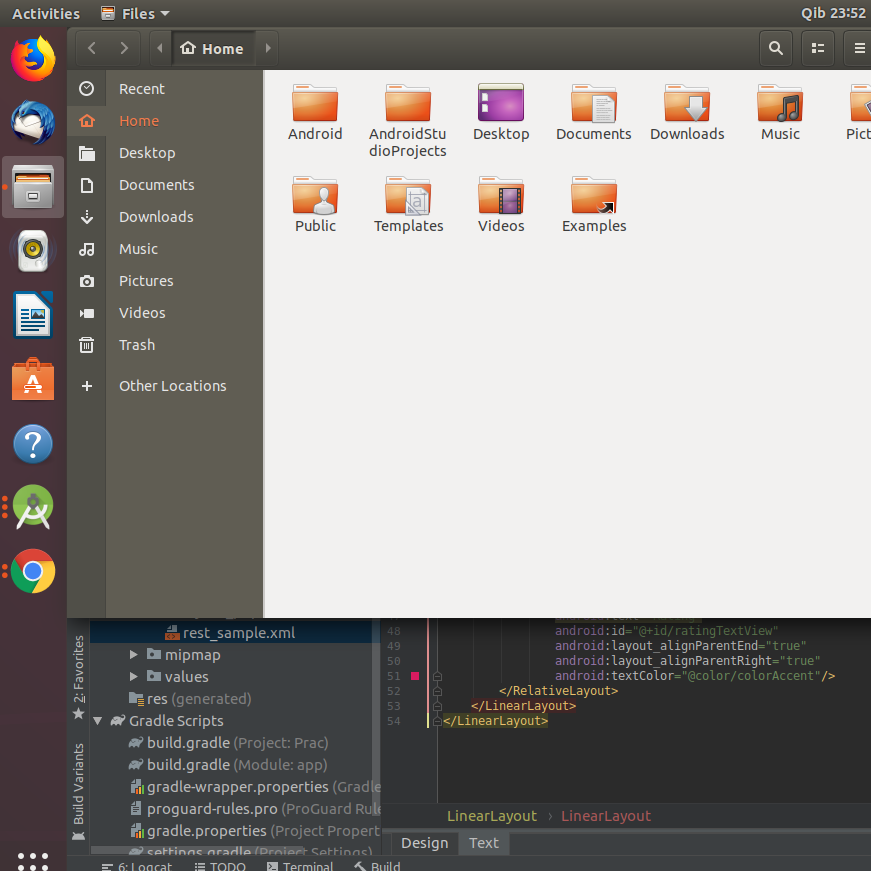 Activities
Files
Qib 23:52
Home
Recent
Home
Desktop
Documents
Downloads
Music
Pictures
Videos
Trash
Other Locations
Android
AndroidStu
dioProjects
Desktop
Documents
Downloads
Music
Pict
Public
Templates
Videos
Examples
2: Favorites
Build Variants
rest_sample.xml
mipmap
values
res (generated)
Gradle Scripts
build.gradle (Project: Prac)
build.gradle (Module: app)
gradle-wrapper.properties (Gradle
proguard-rules.pro (ProGuard Rule
gradle.properties (Project Propert
settings.gradle (Project Settings)
48 android:id="@+id/ratingTextView"
49 android:layout_alignParentEnd="true"
50 android:layout_alignParentRight="true"
51 android:textColor="@color/colorAccent"/>
52 </RelativeLayout>
53 </LinearLayout>
54 </LinearLayout>
LinearLayout › LinearLayout
Design Text
6: Logcat TODO Terminal Build